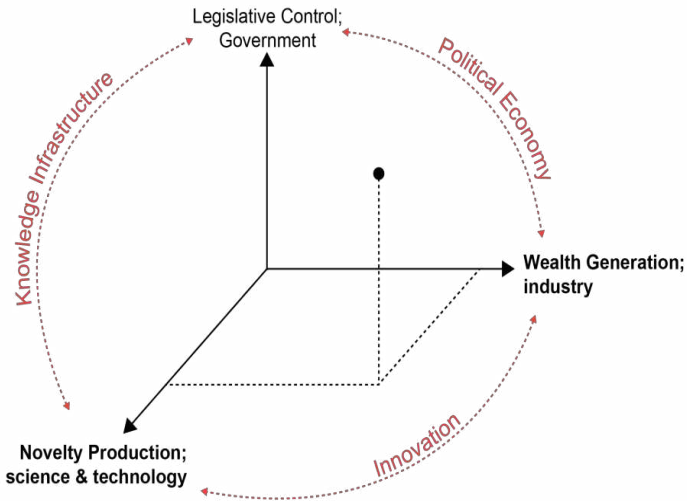 Legislative Control;
Government
Political Economy
Knowledge Infrastructure
Wealth Generation;
industry
Novelty Production;
science & technology
Innovation